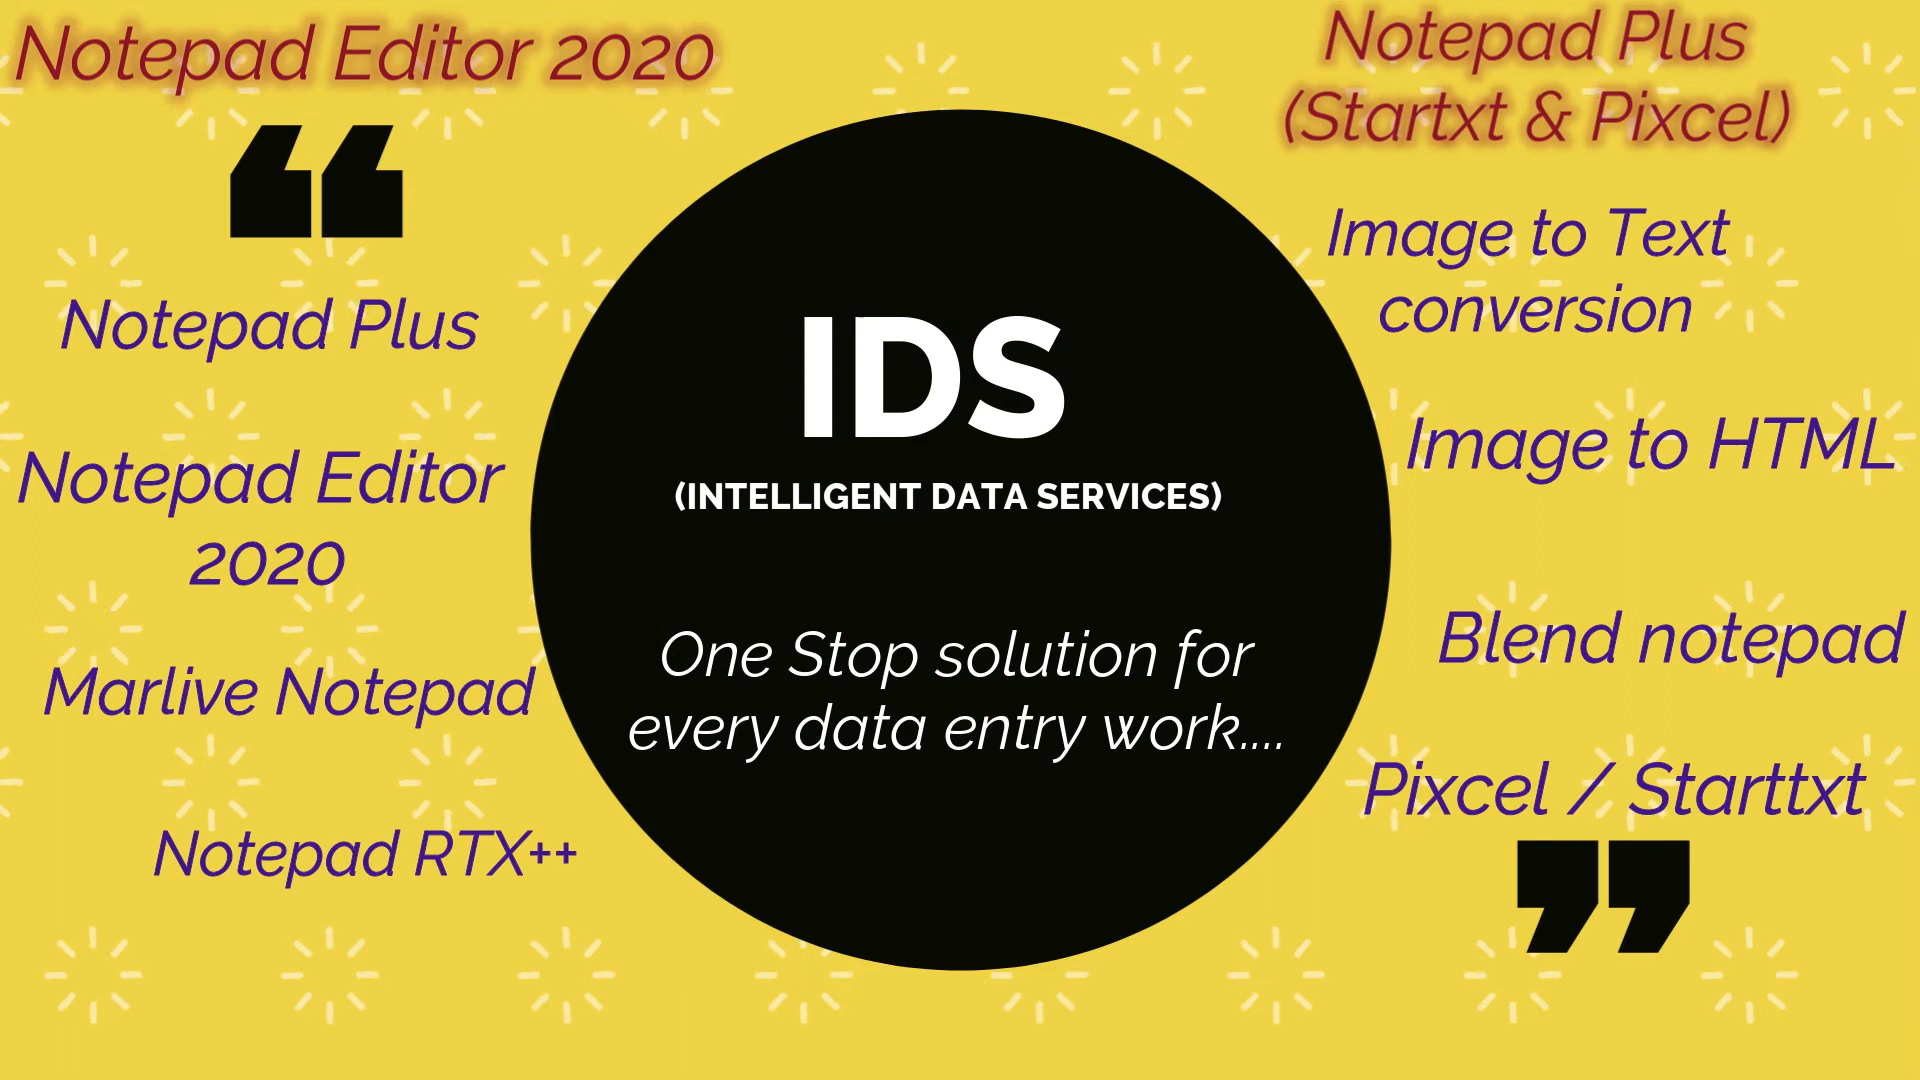 Notepad Editor 2020
Notepad Plus
(Startxt & Pixcel)
Notepad Plus
Notepad Editor
2020
Marlive Notepad
Notepad RTX++
IDS
(INTELLIGENT DATA SERVICES)
One Stop solution for
every data entry work....
Image to Text
conversion
Image to HTML
Blend notepad
Pixcel / Starttxt